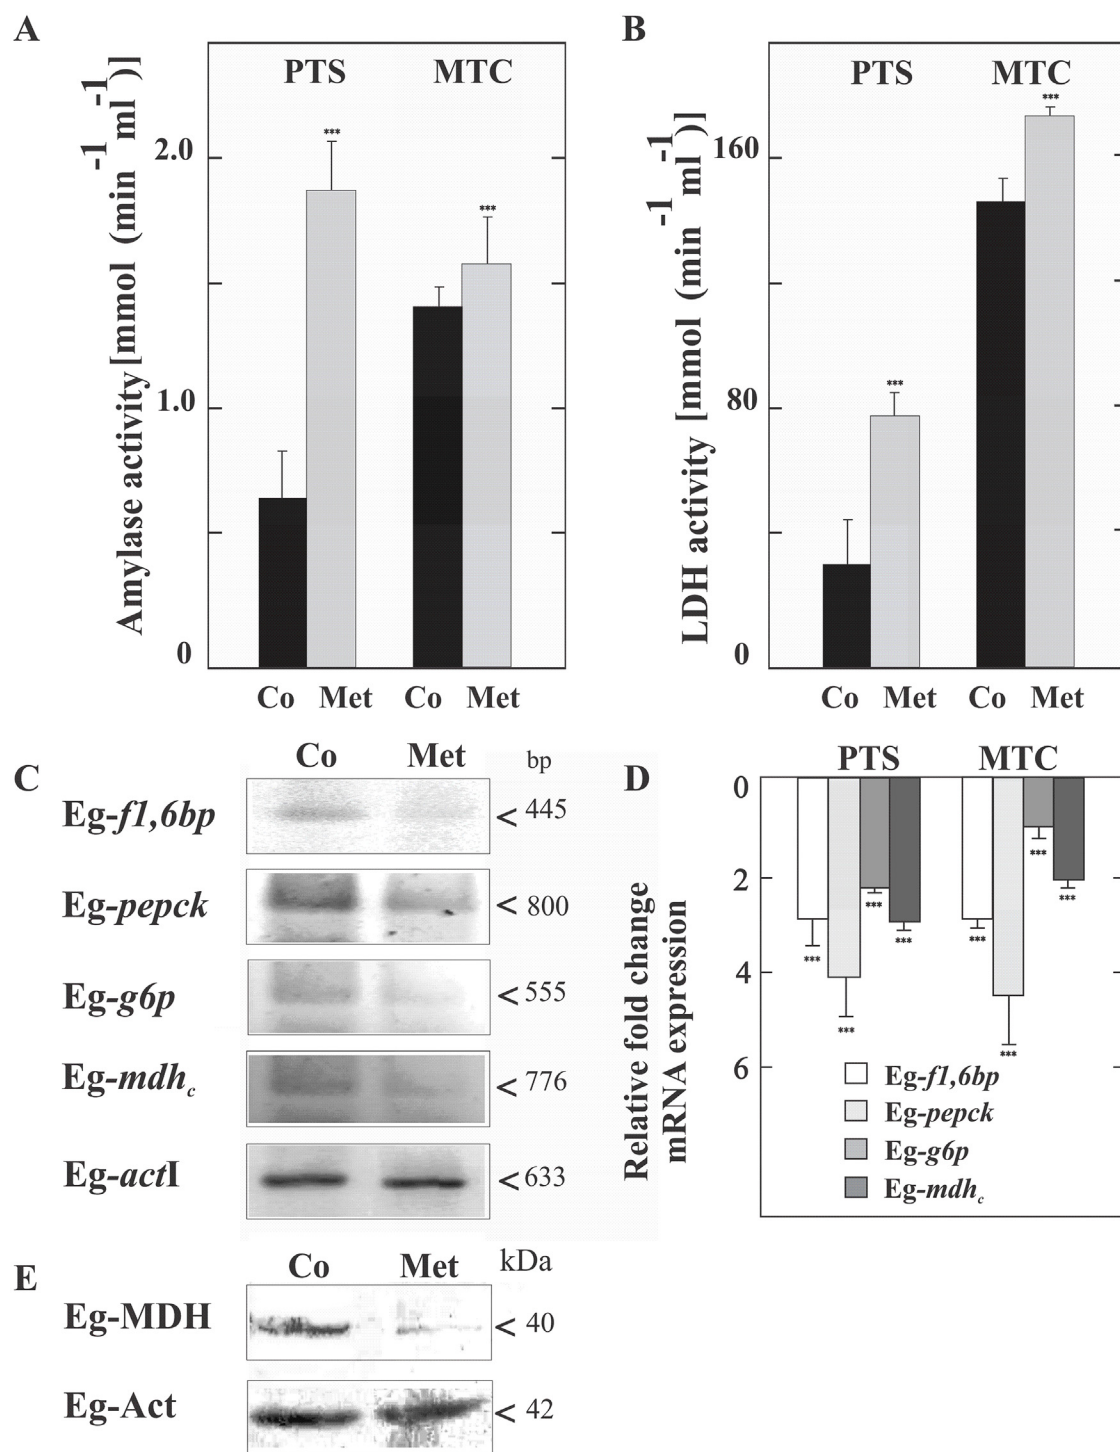 A
PTS MTC
Amylase activity [mmol (min-1 ml-1)]
2.0
1.0
0
*** ***
Co Met Co Met
B
PTS MTC
LDH activity [mmol (min-1 ml-1)]
160
80
0
*** ***
Co Met Co Met
C
Co Met bp
Eg-f1,6bp < 445
Eg-pepck < 800
Eg-g6p < 555
Eg-mdhc < 776
Eg-actI < 633
D
PTS MTC
Relative fold change
mRNA expression
0
2
4
6
*** *** *** *** *** *** *** ***
Eg-f1,6bp
Eg-pepck
Eg-g6p
Eg-mdhc
E
Co Met kDa
Eg-MDH < 40
Eg-Act < 42